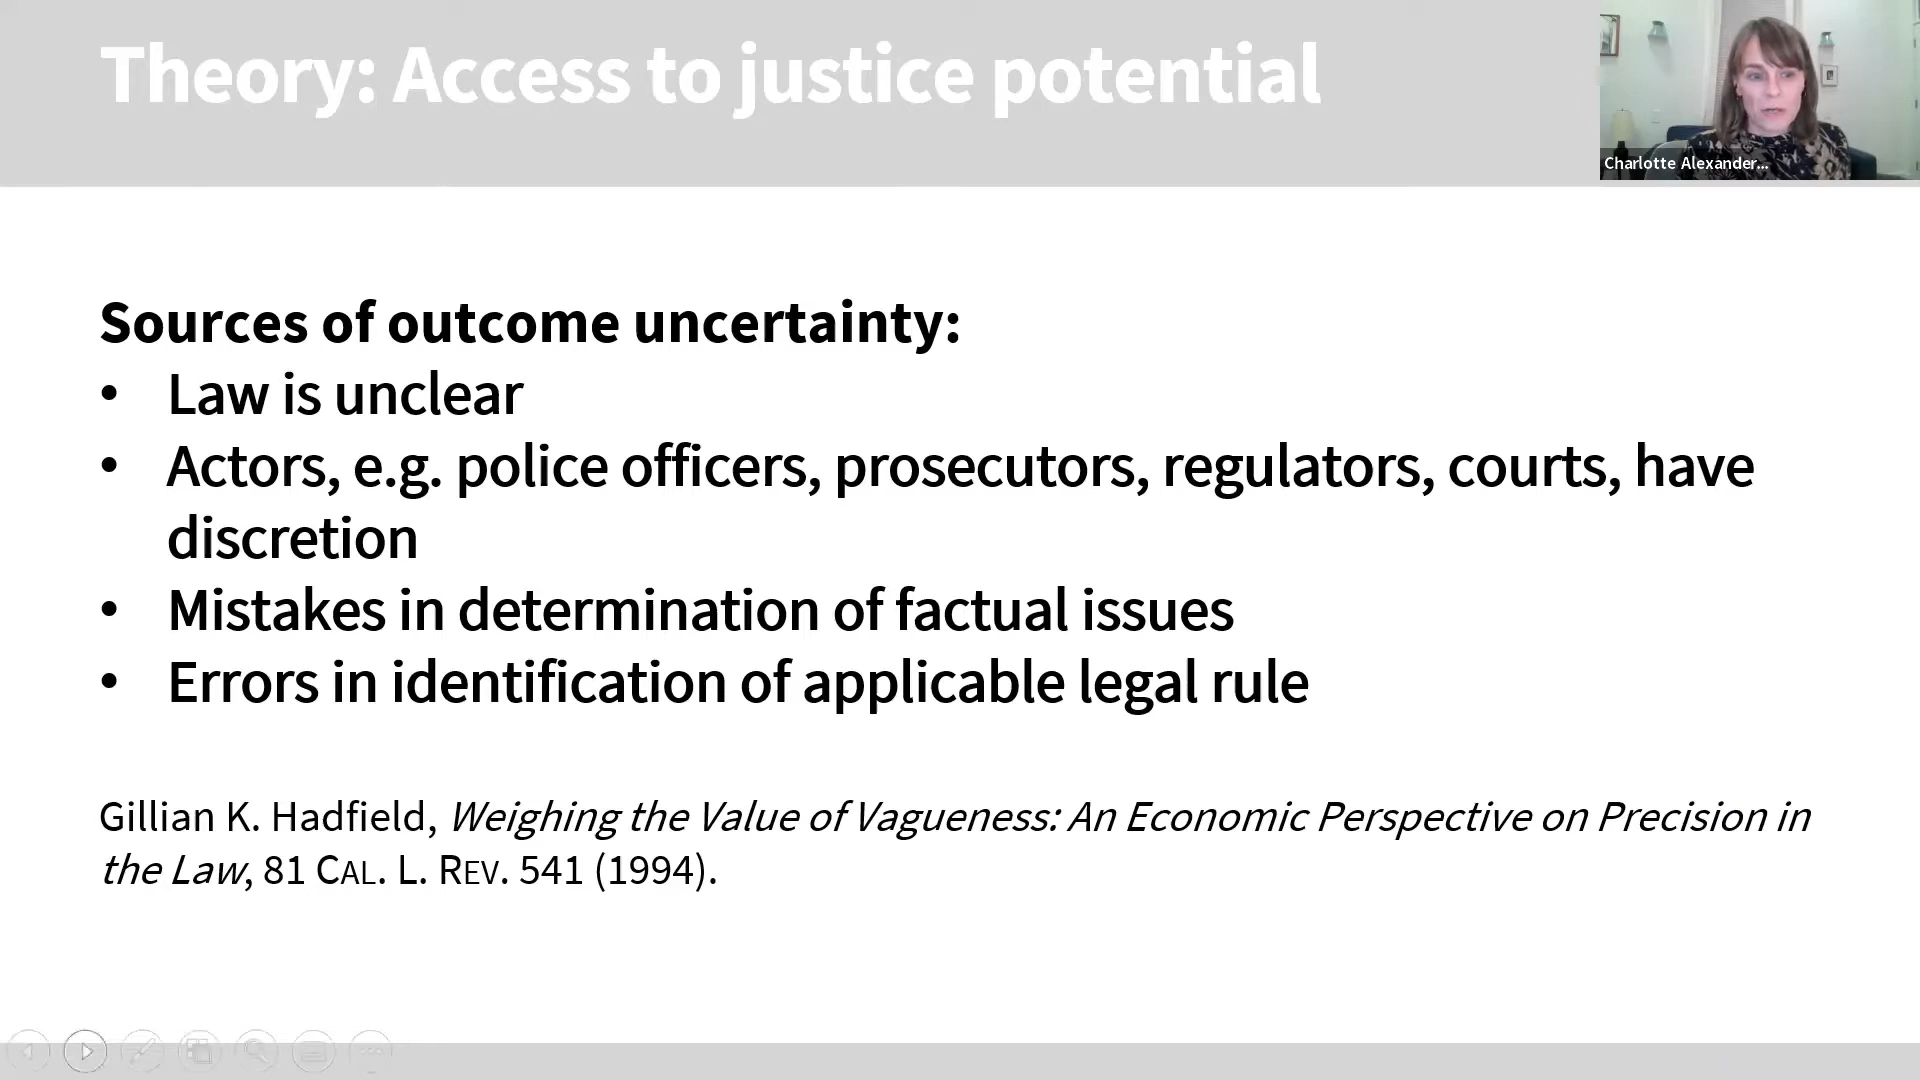 Theory: Access to justice potential
Charlotte Alexander...
Sources of outcome uncertainty:
• Law is unclear
• Actors, e.g. police officers, prosecutors, regulators, courts, have
discretion
• Mistakes in determination of factual issues
• Errors in identification of applicable legal rule
Gillian K. Hadfield, Weighing the Value of Vagueness: An Economic Perspective on Precision in
the Law, 81 CAL. L. REV. 541 (1994).